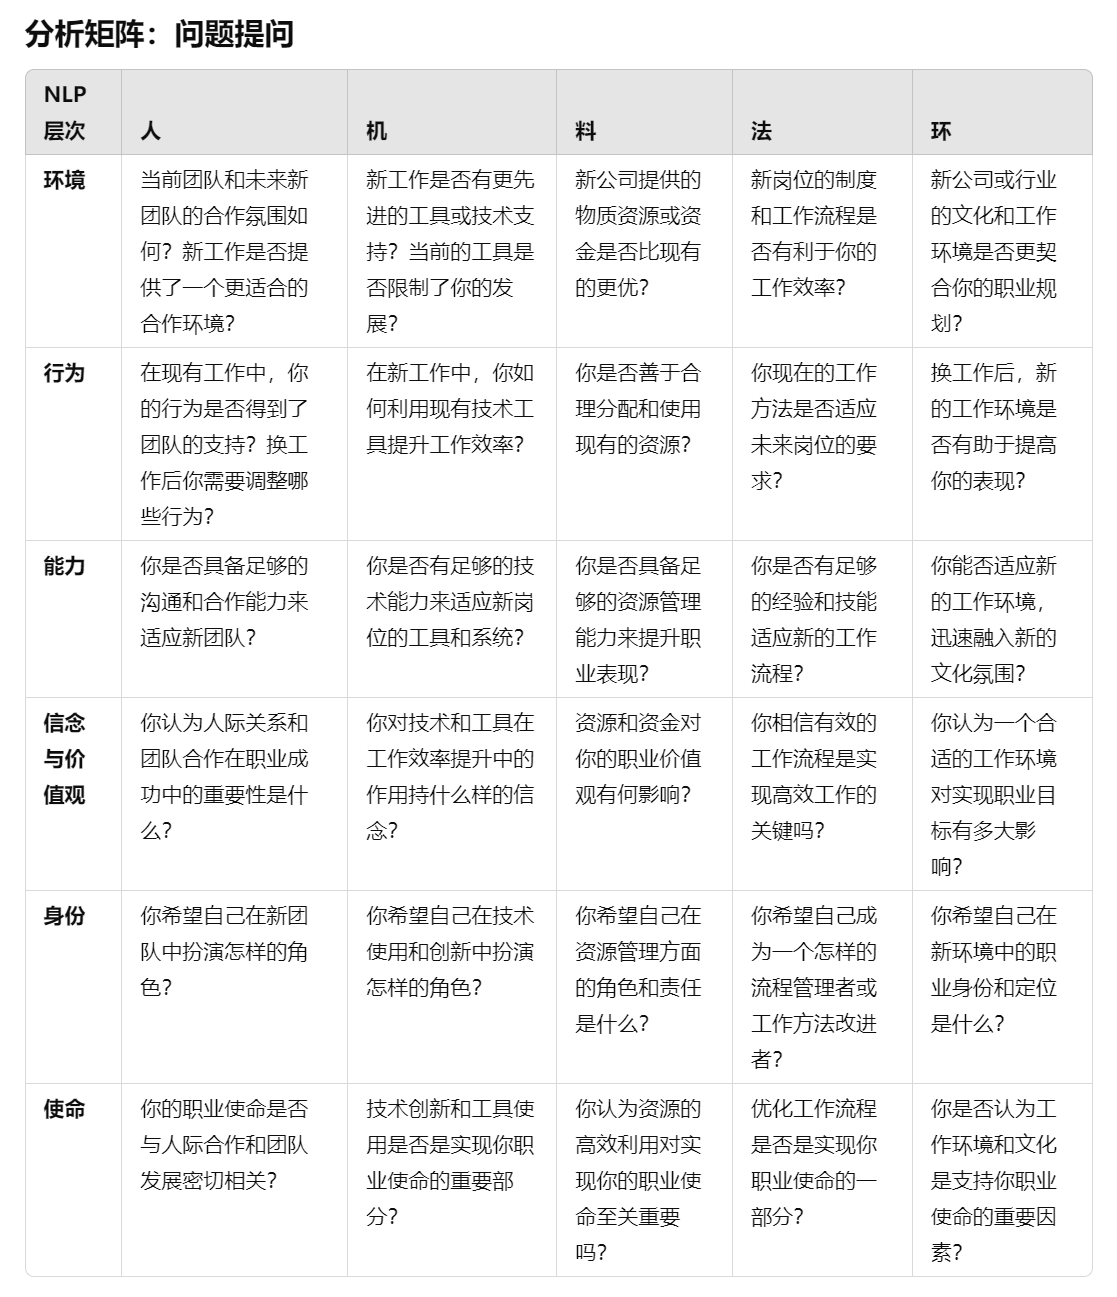 分析矩阵：问题提问
NLP
层次
人
机
料
法
环
环境
当前团队和未来新
团队的合作氛围如
何？新工作是否提
供了一个更适合的
合作环境？
新工作是否有更先
进的工具或技术支
持？当前的工具是
否限制了你的发
展？
新公司提供的
物质资源或资
金是否比现有
的更优？
新岗位的制度
和工作流程是
否有利于你的
工作效率？
新公司或行业
的文化和工作
环境是否更契
合你的职业规
划？
行为
在现有工作中，你
的行为是否得到了
团队的支持？换工
作后你需要调整哪
些行为？
在新工作中，你如
何利用现有技术工
具提升工作效率？
你是否善于合
理分配和使用
现有的资源？
你现在的工作
方法是否适应
未来岗位的要
求？
换工作后，新
的工作环境是
否有助于提高
你的表现？
能力
你是否具备足够的
沟通和合作能力来
适应新团队？
你是否有足够的技
术能力来适应新岗
位的工具和系统？
你是否具备足
够的资源管理
能力来提升职
业表现？
你是否有足够
的经验和技能
适应新的工作
流程？
你能否适应新
的工作环境，
迅速融入新的
文化氛围？
信念
与价
值观
你认为人际关系和
团队合作在职业成
功中的重要性是什
么？
你对技术和工具在
工作效率提升中的
作用持什么样的信
念？
资源和资金对
你的职业价值
观有何影响？
你相信有效的
工作流程是实
现高效工作的
关键吗？
你认为一个合
适的工作环境
对实现职业目
标有多大影
响？
身份
你希望自己在新团
队中扮演怎样的角
色？
你希望自己在技术
使用和创新中扮演
怎样的角色？
你希望自己在
资源管理方面
的角色和责任
是什么？
你希望自己成
为一个怎样的
流程管理者或
工作方法改进
者？
你希望自己在
新环境中的职
业身份和定位
是什么？
使命
你的职业使命是否
与人际合作和团队
发展密切相关？
技术创新和工具使
用是否是实现你职
业使命的重要部
分？
你认为资源的
高效利用对实
现你的职业使
命至关重要
吗？
优化工作流程
是否是实现你
职业使命的一
部分？
你是否认为工
作环境和文化
是支持你职业
使命的重要因
素？